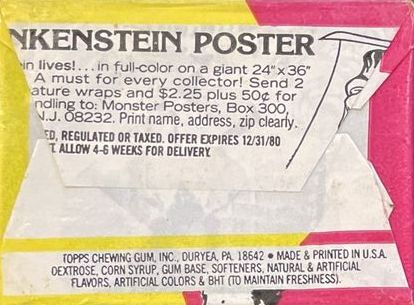 NKENSTEIN POSTER
in lives!... in full-color on a giant 24"x36"
A must for every collector! Send 2
ature wraps and $2.25 plus 50¢ for
ndling to: Monster Posters, Box 300,
N.J. 08232. Print name, address, zip clearly.
ED, REGULATED OR TAXED. OFFER EXPIRES 12/31/80
T. ALLOW 4-6 WEEKS FOR DELIVERY.
TOPPS CHEWING GUM, INC., DURYEA, PA. 18642 • MADE & PRINTED IN U.S.A.
DEXTROSE, CORN SYRUP, GUM BASE, SOFTENERS, NATURAL & ARTIFICIAL
FLAVORS, ARTIFICIAL COLORS & BHT (TO MAINTAIN FRESHNESS).